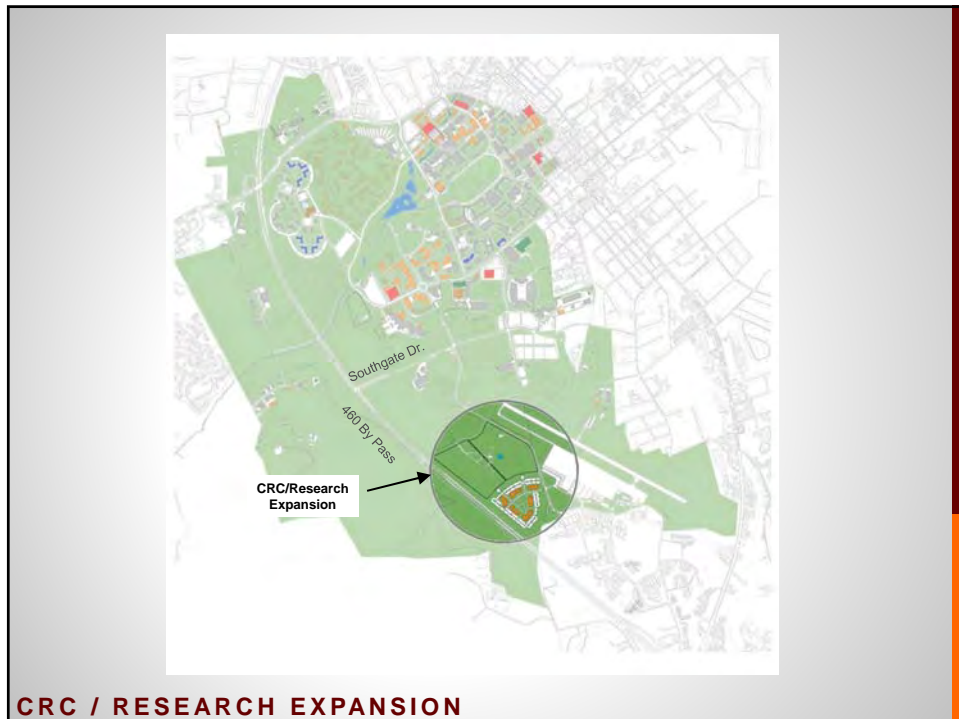 Southgate Dr.
460 By Pass
CRC/Research
Expansion
CRC / RESEARCH EXPANSION